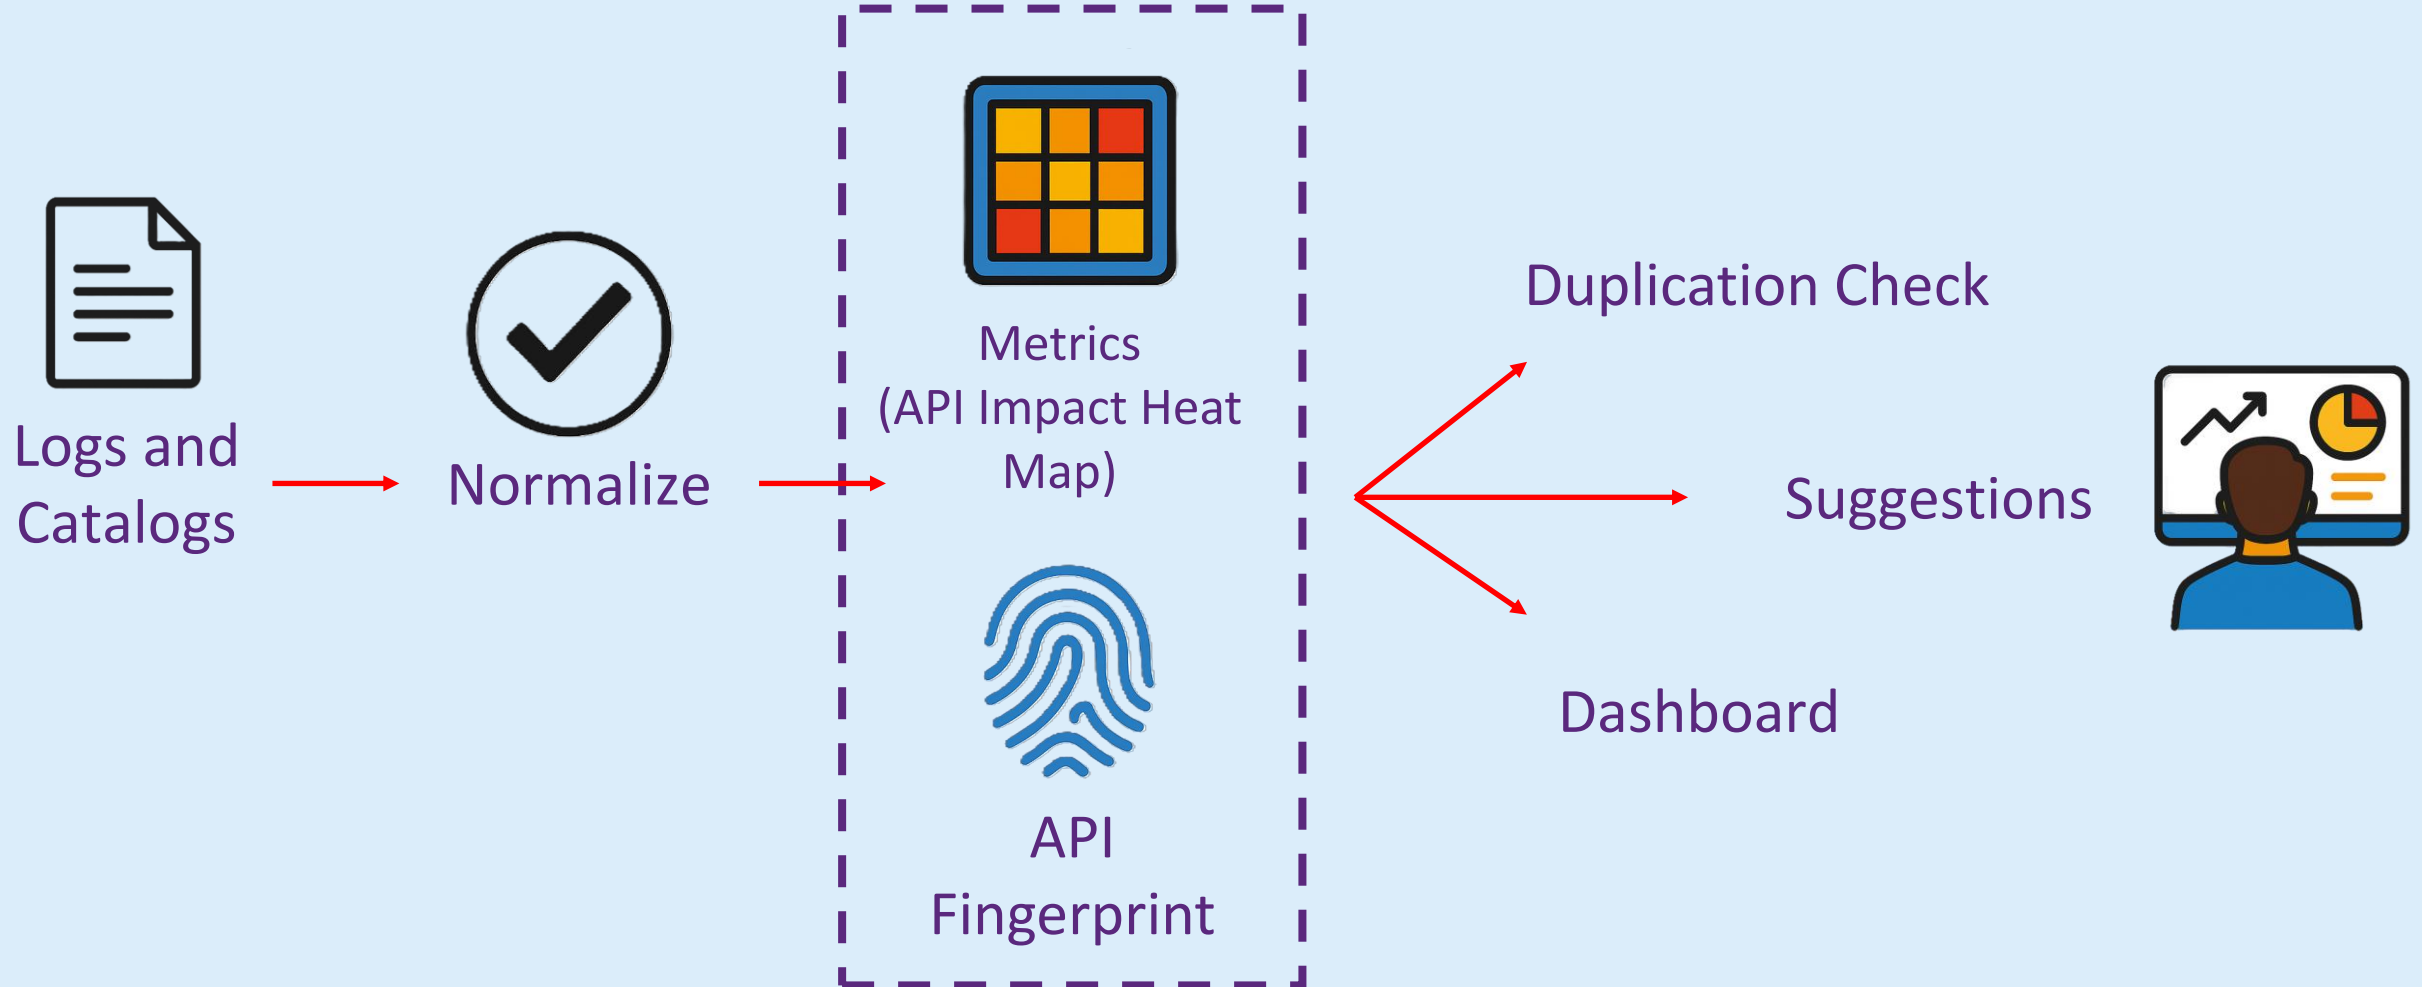 Logs and
Catalogs
Normalize
Metrics
(API Impact Heat
Map)
API
Fingerprint
Duplication Check
Suggestions
Dashboard